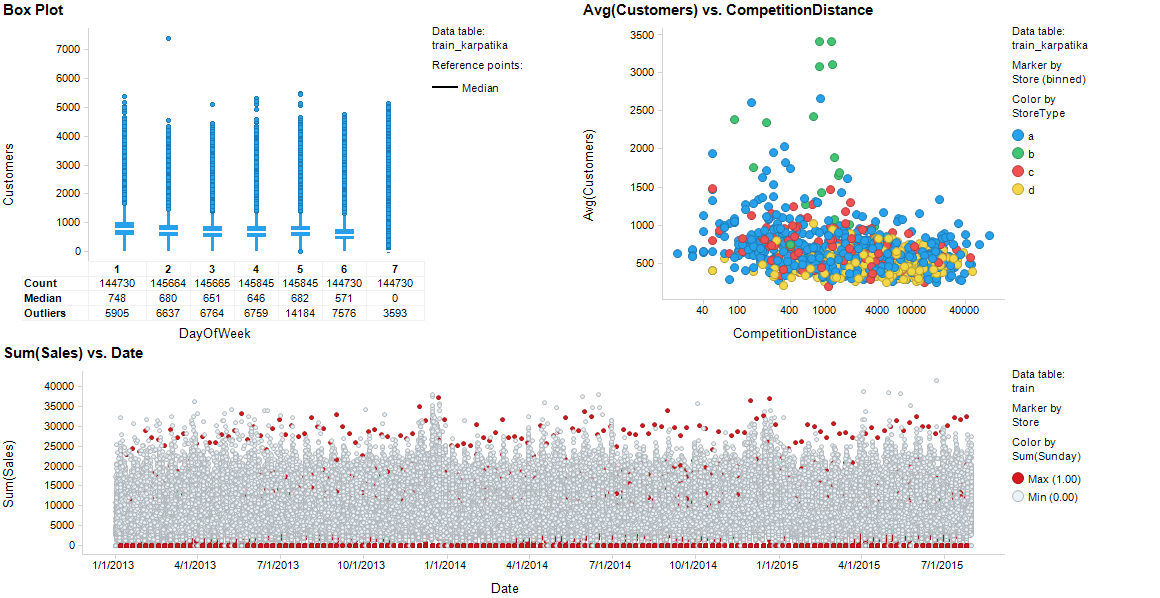 Box Plot
7000
6000
5000
4000
3000
2000
1000
0
Customers
1 2 3 4 5 6 7
Count 144730 145664 145665 145845 145845 144730 144730
Median 748 680 651 646 682 571 0
Outliers 5905 6637 6764 6759 14184 7576 3593
DayOfWeek
Data table:
train_karpatika
Reference points:
Median
Avg(Customers) vs. CompetitionDistance
3500
3000
2500
2000
1500
1000
500
Avg(Customers)
40 100 400 1000 4000 10000 40000
CompetitionDistance
Data table:
train_karpatika
Marker by
Store (binned)
Color by
StoreType
a
b
c
d
Sum(Sales) vs. Date
40000
35000
30000
25000
20000
15000
10000
5000
0
Sum(Sales)
1/1/2013 4/1/2013 7/1/2013 10/1/2013 1/1/2014 4/1/2014 7/1/2014 10/1/2014 1/1/2015 4/1/2015 7/1/2015
Date
Data table:
train
Marker by
Store
Color by
Sum(Sunday)
Max (1.00)
Min (0.00)